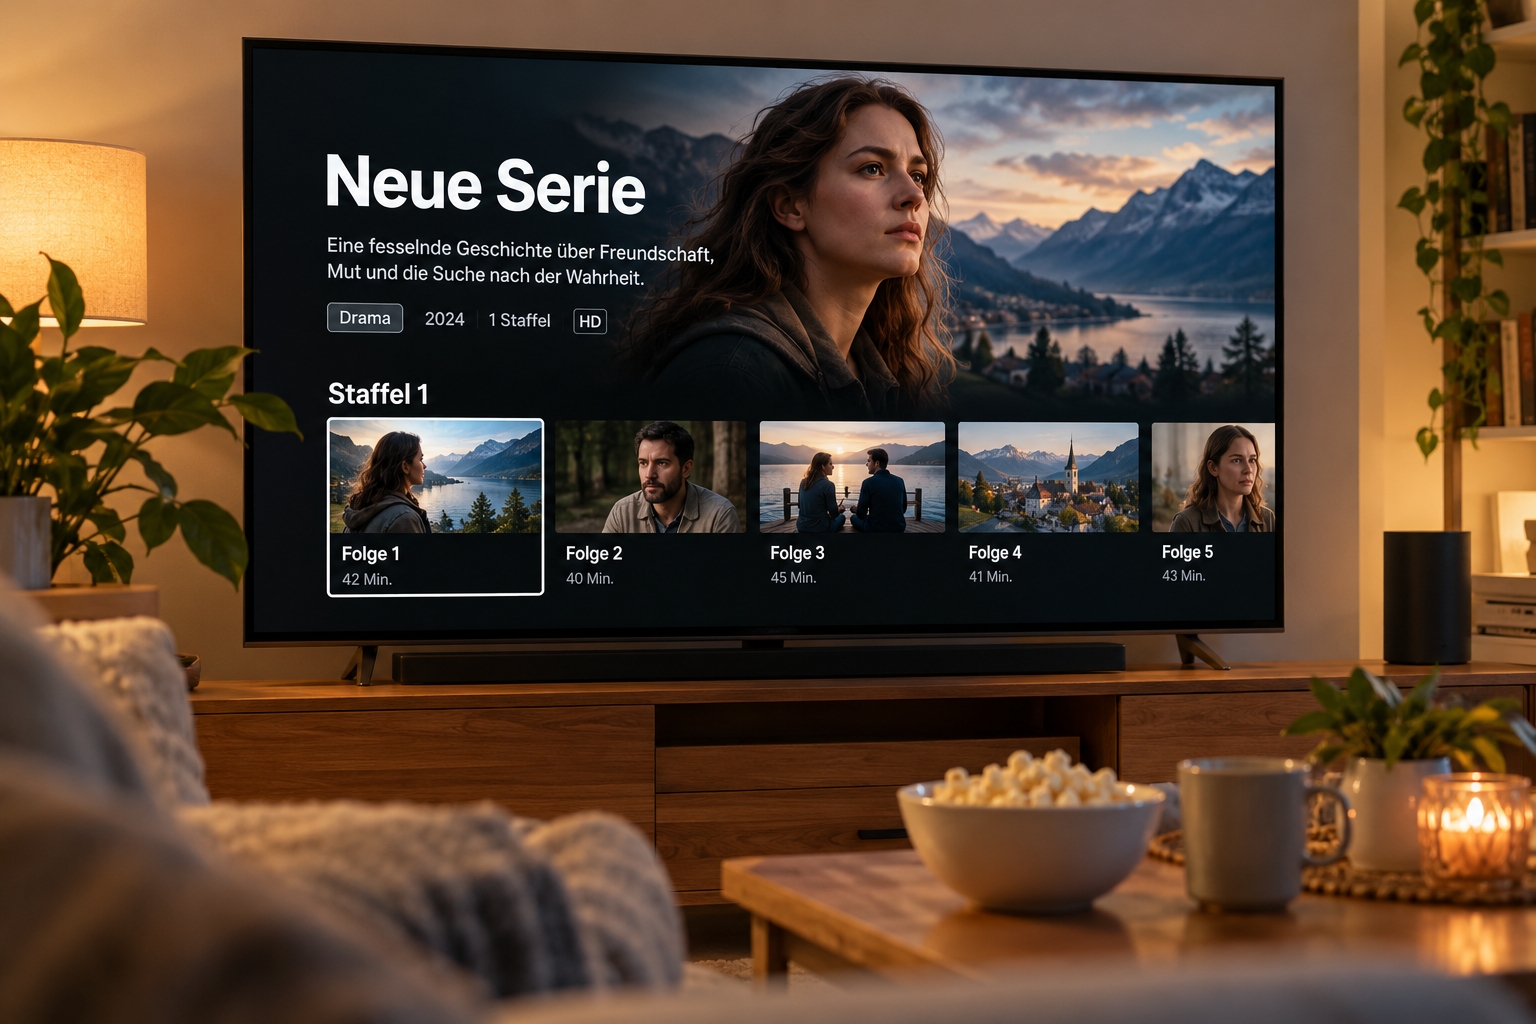 Neue Serie
Eine fesselnde Geschichte über Freundschaft,
Mut und die Suche nach der Wahrheit.
Drama 2024 1 Staffel HD
Staffel 1
Folge 1 Folge 2 Folge 3 Folge 4 Folge 5
42 Min. 40 Min. 45 Min. 41 Min. 43 Min.